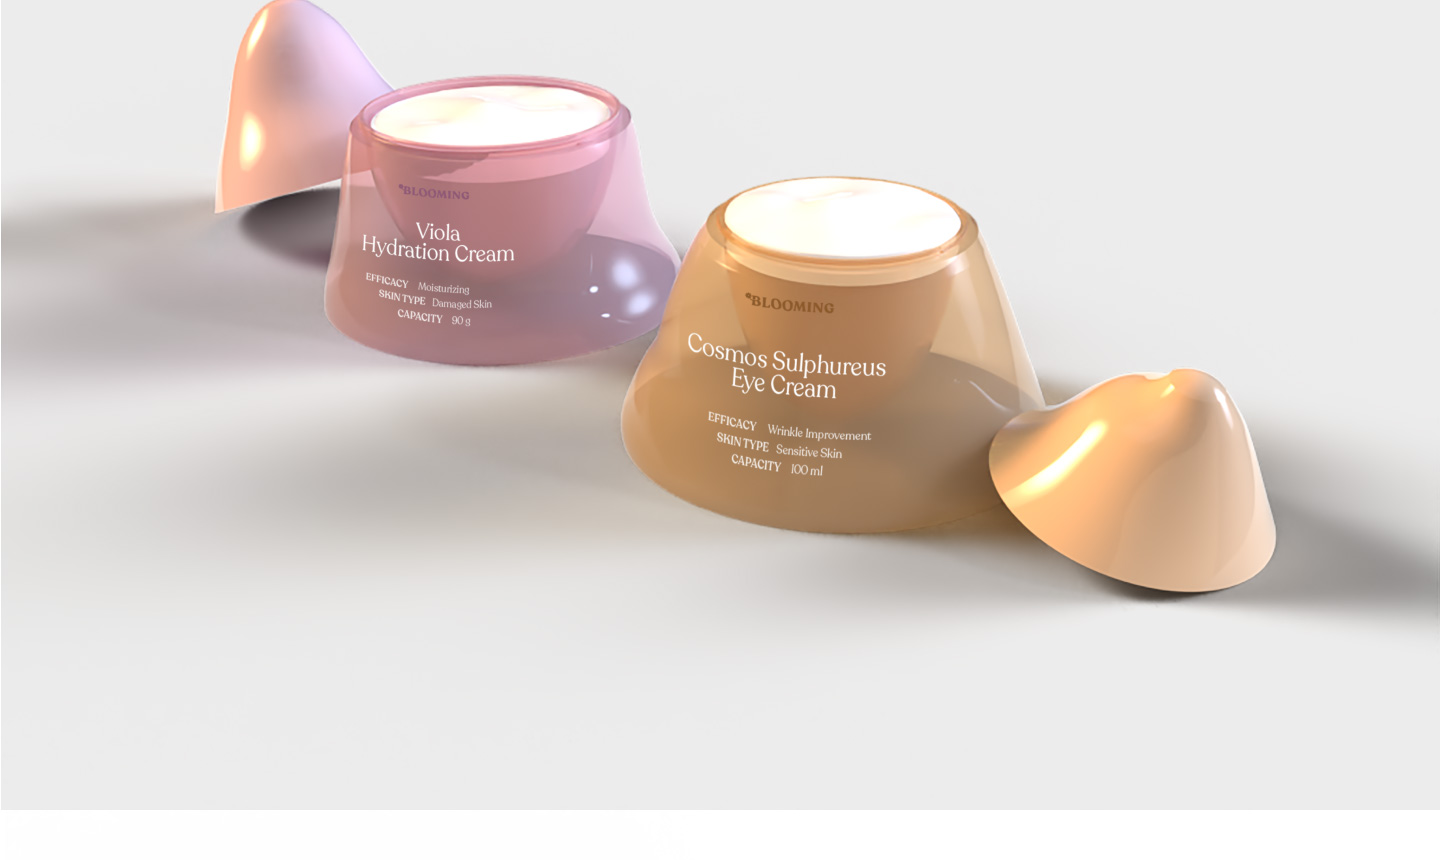 BLOOMING
Viola
Hydration Cream
EFFICACY Moisturizing
SKIN TYPE Damaged Skin
CAPACITY 90 g
BLOOMING
Cosmos Sulphureus
Eye Cream
EFFICACY Wrinkle Improvement
SKIN TYPE Sensitive Skin
CAPACITY 100 ml